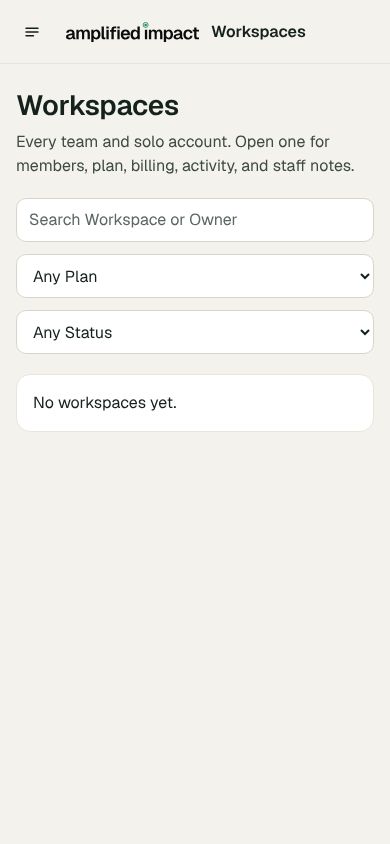 amplified impact Workspaces
Workspaces
Every team and solo account. Open one for
members, plan, billing, activity, and staff notes.
Search Workspace or Owner
Any Plan
Any Status
No workspaces yet.